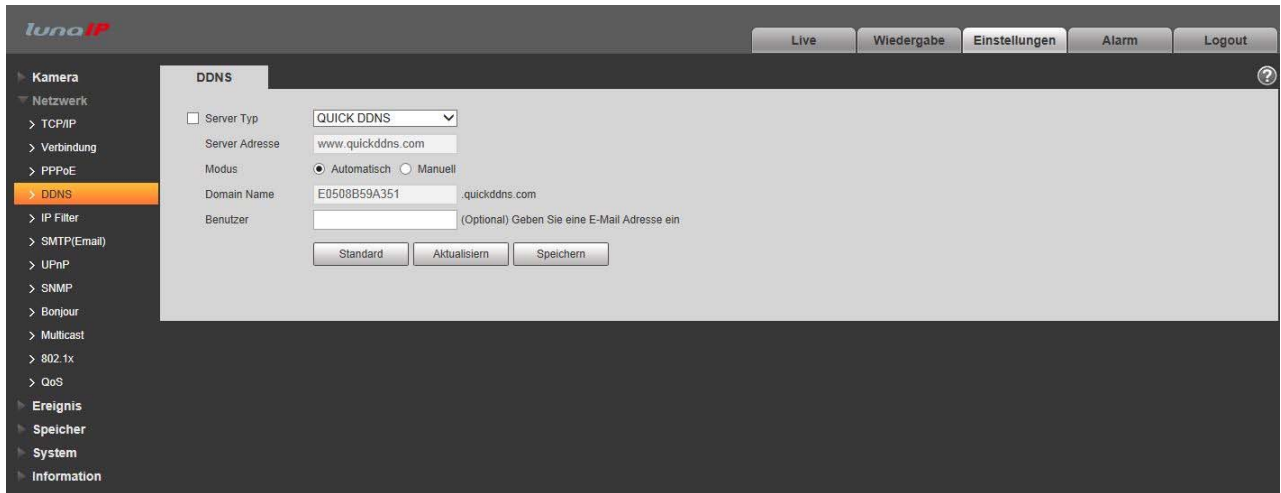 lunaIP
Live Wiedergabe Einstellungen Alarm Logout
Kamera
Netzwerk
> TCP/IP
> Verbindung
> PPPoE
> DDNS
> IP Filter
> SMTP(Email)
> UPnP
> SNMP
> Bonjour
> Multicast
> 802.1x
> QoS
Ereignis
Speicher
System
Information
DDNS
?
Server Typ QUICK DDNS
Server Adresse www.quickddns.com
Modus Automatisch Manuell
Domain Name E0508B59A351 .quickddns.com
Benutzer (Optional) Geben Sie eine E-Mail Adresse ein
Standard Aktualisiern Speichern